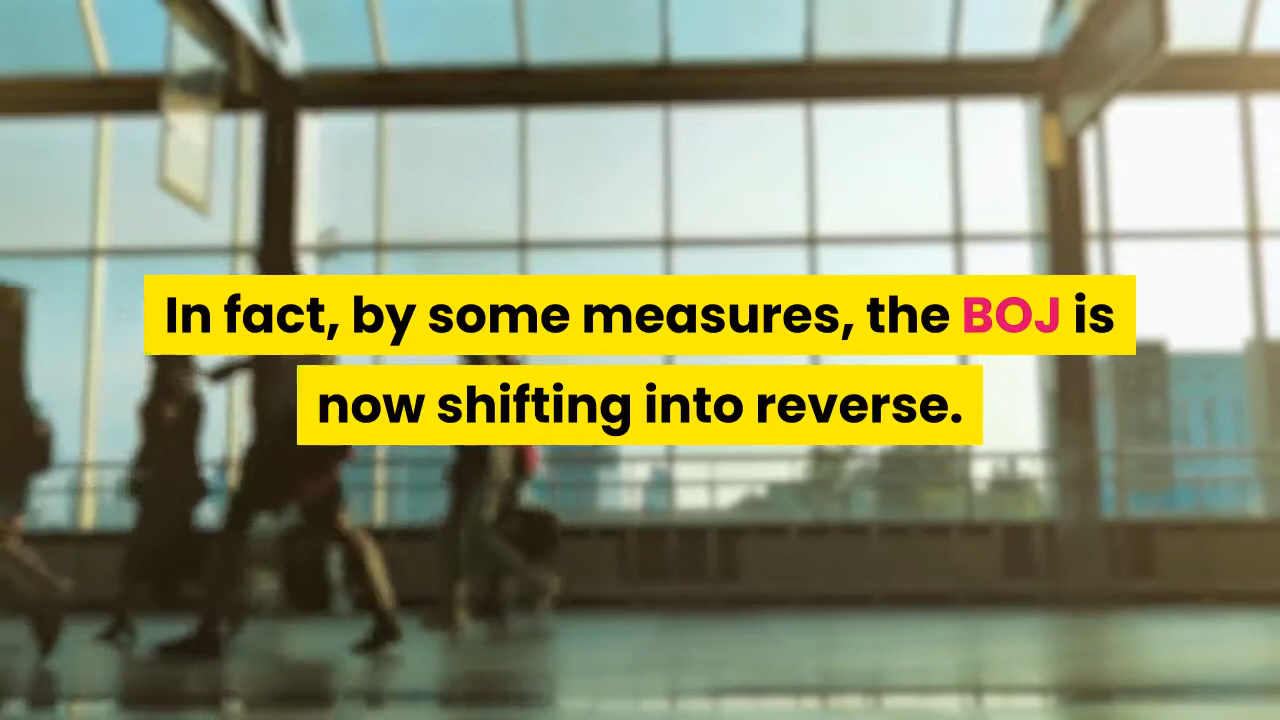 In fact, by some measures, the BOJ is
now shifting into reverse.